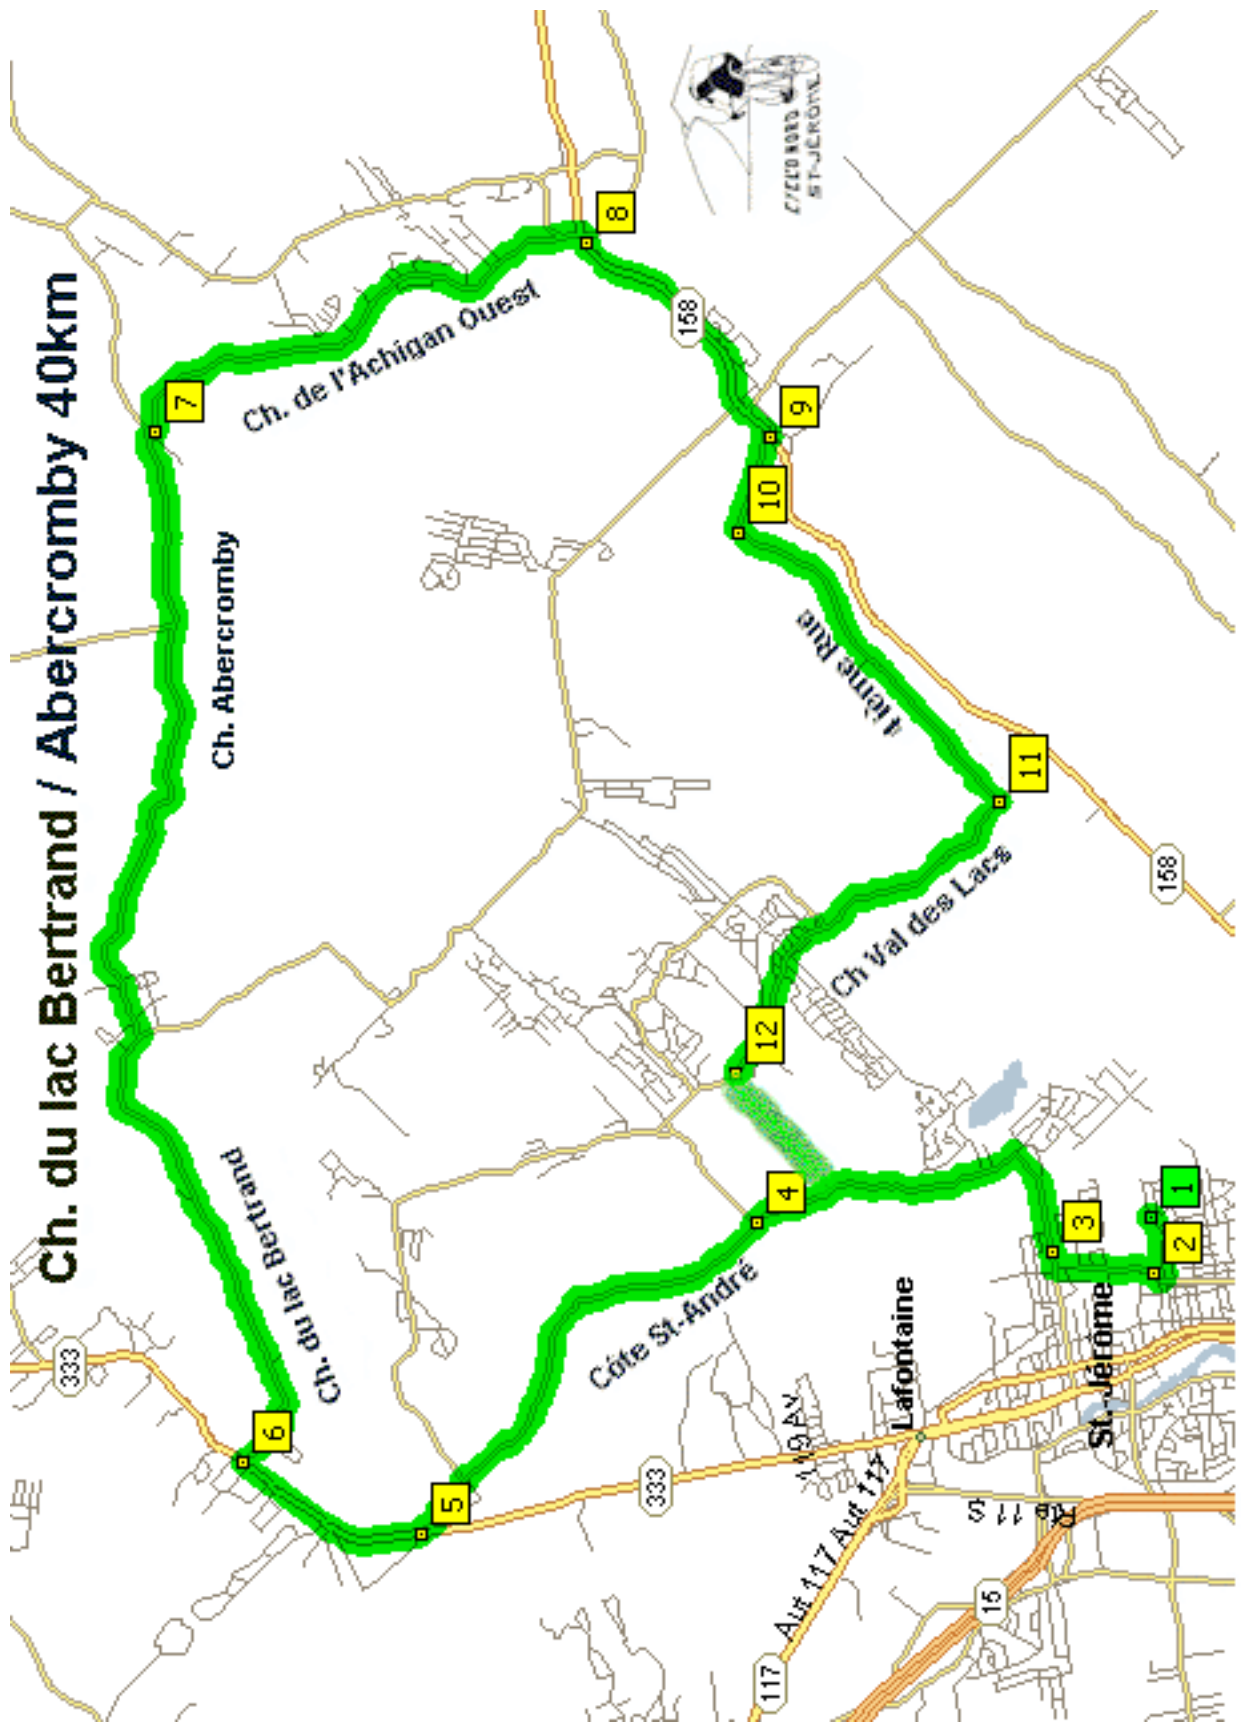 Ch. du lac Bertrand / Abercromby 40km
333
6
Ch. du lac Bertrand
Ch. Abercromby
7
Ch. de l'Achigan Ouest
8
158
9
10
4ième Rue
11
158
Ch Val des Lacs
12
4
Côte St-André
5
333
3
1
2
Lafontaine
St.-Jérôme
Aut 117
Aut 117
117
15
ST-JÉRÔME